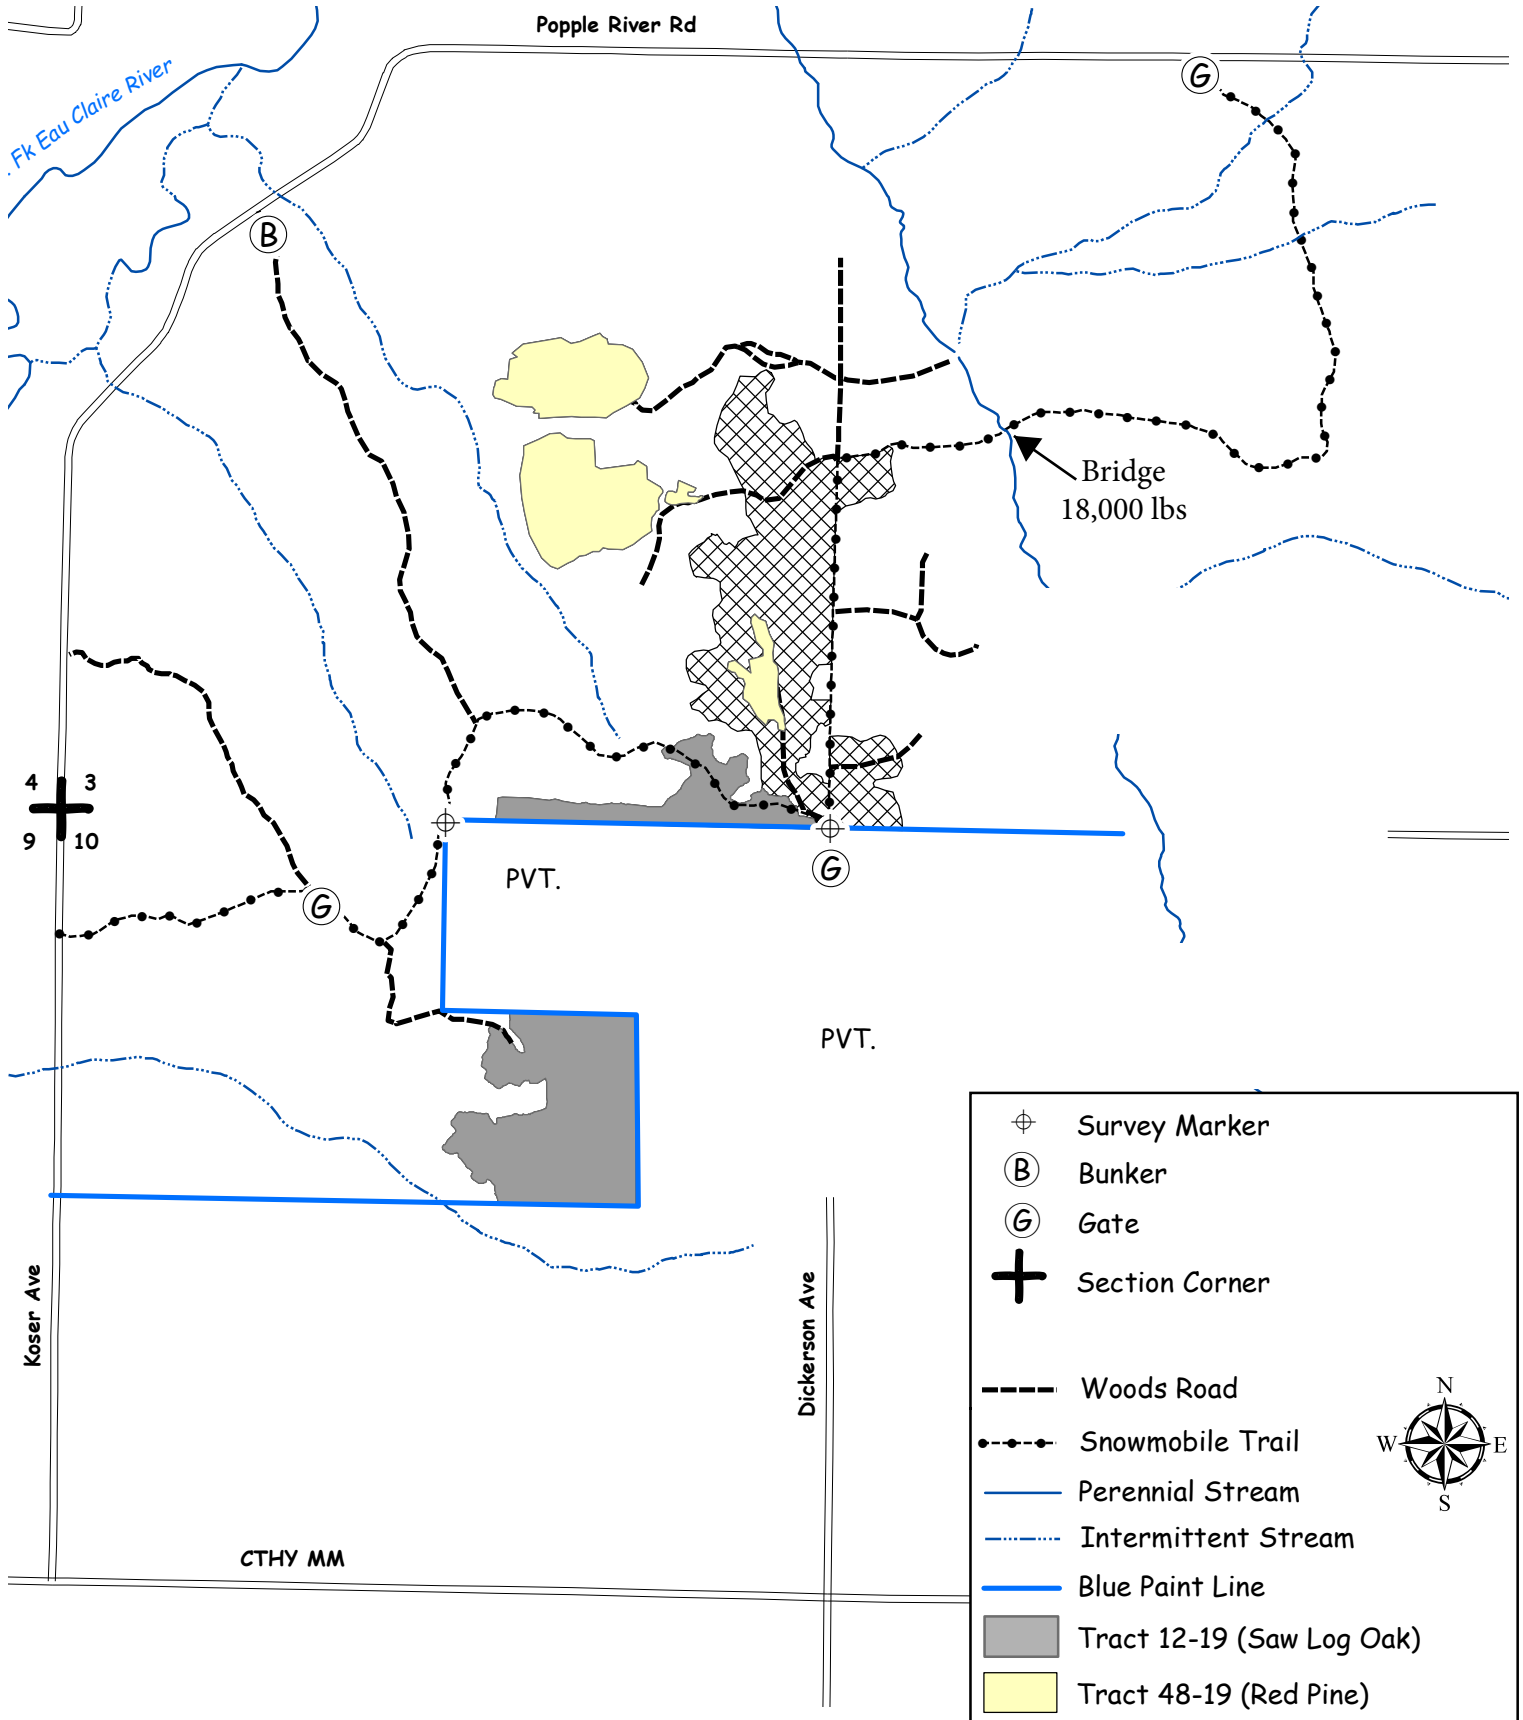 Popple River Rd
. Fk Eau Claire River
G
B
Bridge
18,000 lbs
4 3
9 10
G
G
PVT.
PVT.
Koser Ave
Dickerson Ave
CTHY MM
Survey Marker
B Bunker
G Gate
Section Corner
Woods Road
Snowmobile Trail
Perennial Stream
Intermittent Stream
Blue Paint Line
Tract 12-19 (Saw Log Oak)
Tract 48-19 (Red Pine)
N
W E
S